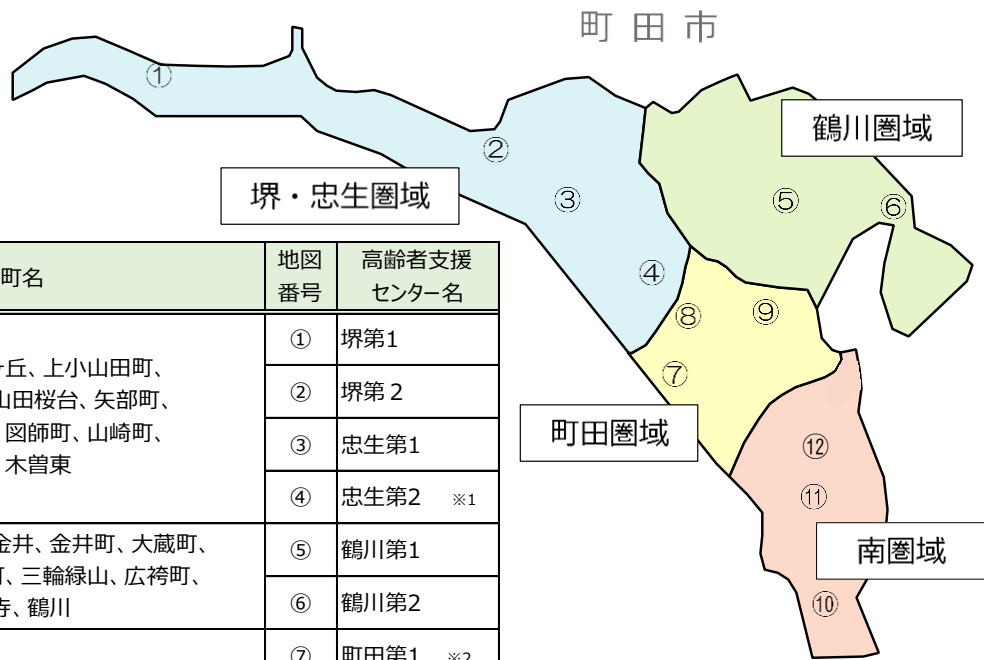 町田市
①
鶴川圏域
②
堺・忠生圏域
③
⑤
⑥
④
⑧
⑨
⑦
町田圏域
⑫
⑪
南圏域
⑩
町名
地図
番号
高齢者支援
センター名
丘、上小山田町、
山田桜台、矢部町、
図師町、山崎町、
木曽東
①
堺第1
②
堺第2
③
忠生第1
④
忠生第2 ※1
金井、金井町、大蔵町、
三輪緑山、広袴町、
鶴川
⑤
鶴川第1
⑥
鶴川第2
⑦
町田第1 ※2